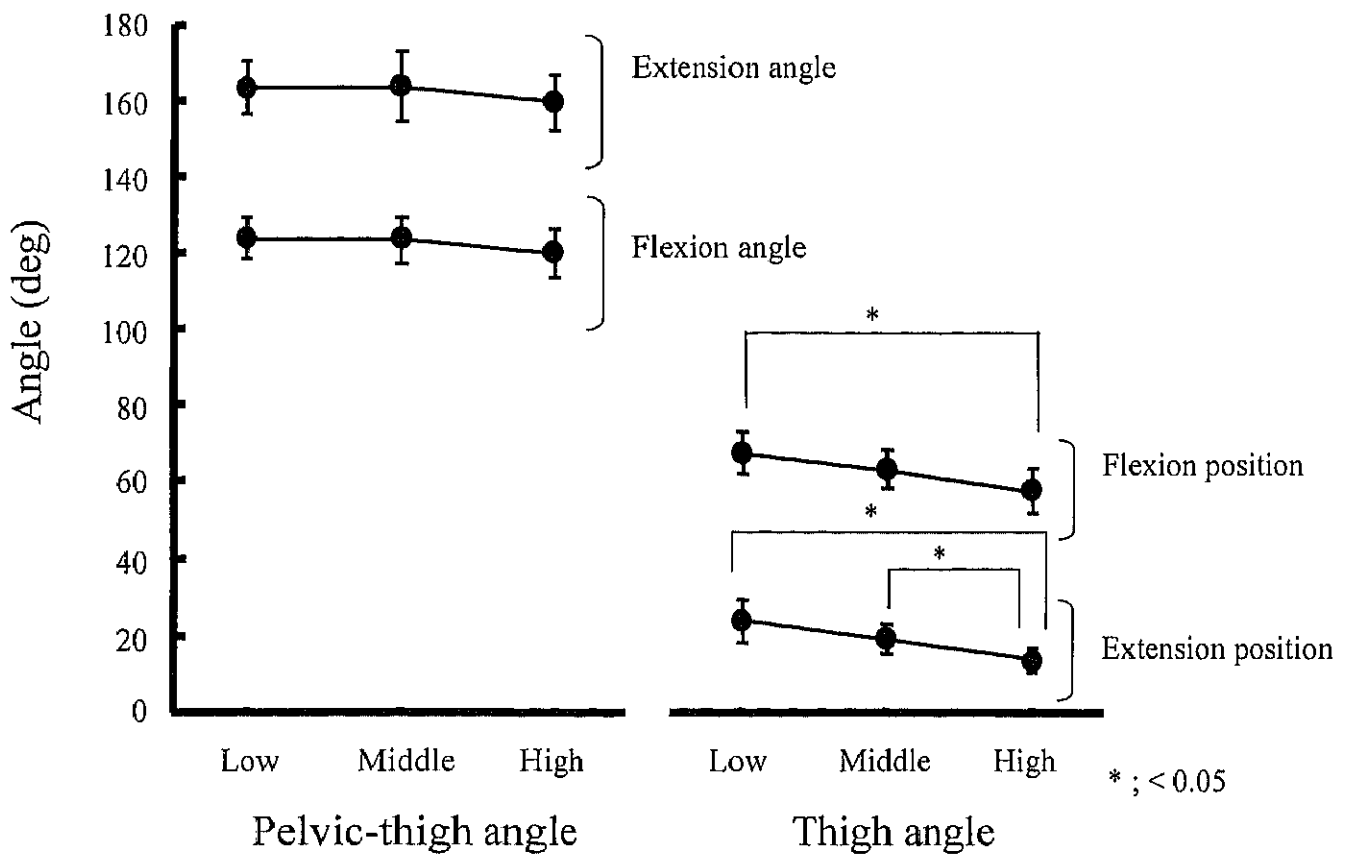 180
160
140
120
100
80
60
40
20
0
Angle (deg)
Extension angle
Flexion angle
*
Flexion position
*
*
Extension position
Low Middle High
Low Middle High
* ; < 0.05
Pelvic-thigh angle
Thigh angle